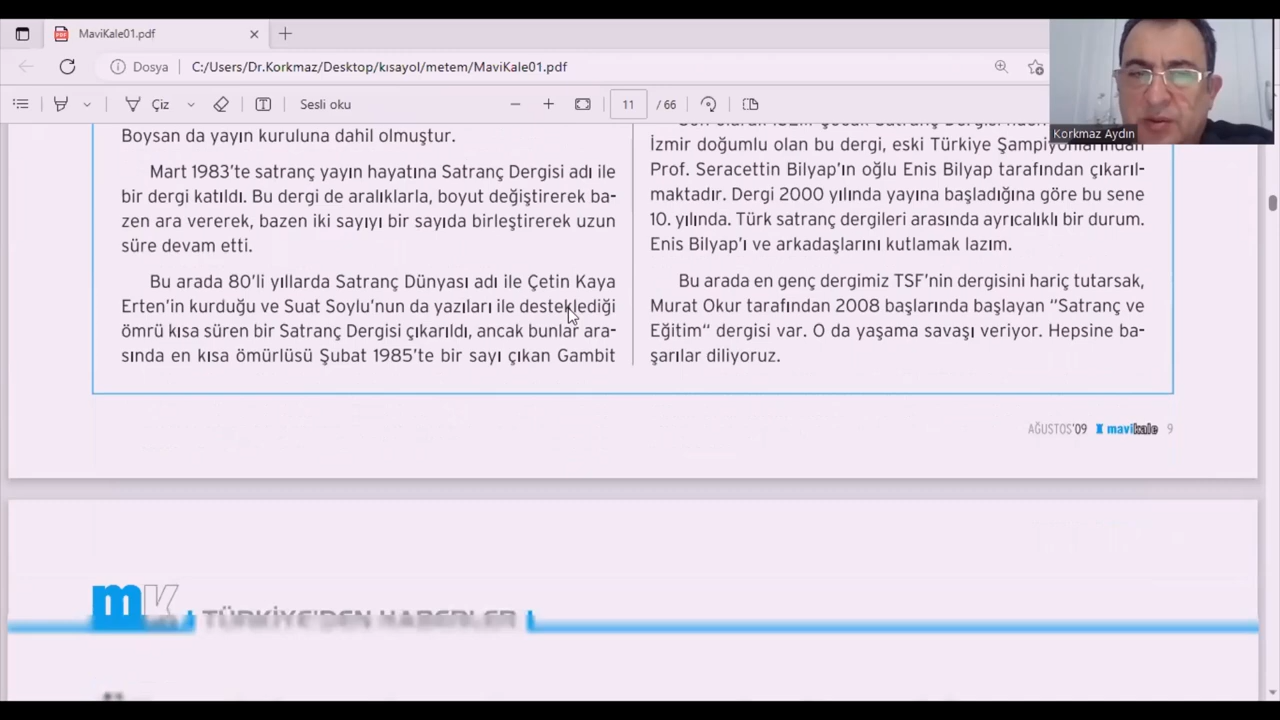 MaviKale01.pdf
Dosya
C:/Users/Dr.Korkmaz/Desktop/kısayol/metem/MaviKale01.pdf
Çiz
Sesli oku
11 / 66
Korkmaz Aydın
Boysan da yayın kuruluna dahil olmuştur.
Mart 1983’te satranç yayın hayatına Satranç Dergisi adı ile
bir dergi katıldı. Bu dergi de aralıklarla, boyut değiştirerek ba-
zen ara vererek, bazen iki sayıyı bir sayıda birleştirerek uzun
süre devam etti.
Bu arada 80’li yıllarda Satranç Dünyası adı ile Çetin Kaya
Erten’in kurduğu ve Suat Soylu’nun da yazıları ile desteklediği
ömrü kısa süren bir Satranç Dergisi çıkarıldı, ancak bunlar ara-
sında en kısa ömürlüsü Şubat 1985’te bir sayı çıkan Gambit
İzmir doğumlu olan bu dergi, eski Türkiye Şampiyonlarından
Prof. Seracettin Bilyap’ın oğlu Enis Bilyap tarafından çıkarıl-
maktadır. Dergi 2000 yılında yayına başladığına göre bu sene
10. yılında. Türk satranç dergileri arasında ayrıcalıklı bir durum.
Enis Bilyap’ı ve arkadaşlarını kutlamak lazım.
Bu arada en genç dergimiz TSF’nin dergisini hariç tutarsak,
Murat Okur tarafından 2008 başlarında başlayan “Satranç ve
Eğitim“ dergisi var. O da yaşama savaşı veriyor. Hepsine ba-
şarılar diliyoruz.
AĞUSTOS'09 mavikale 9
mk
TÜRKİYE'DEN HABERLER